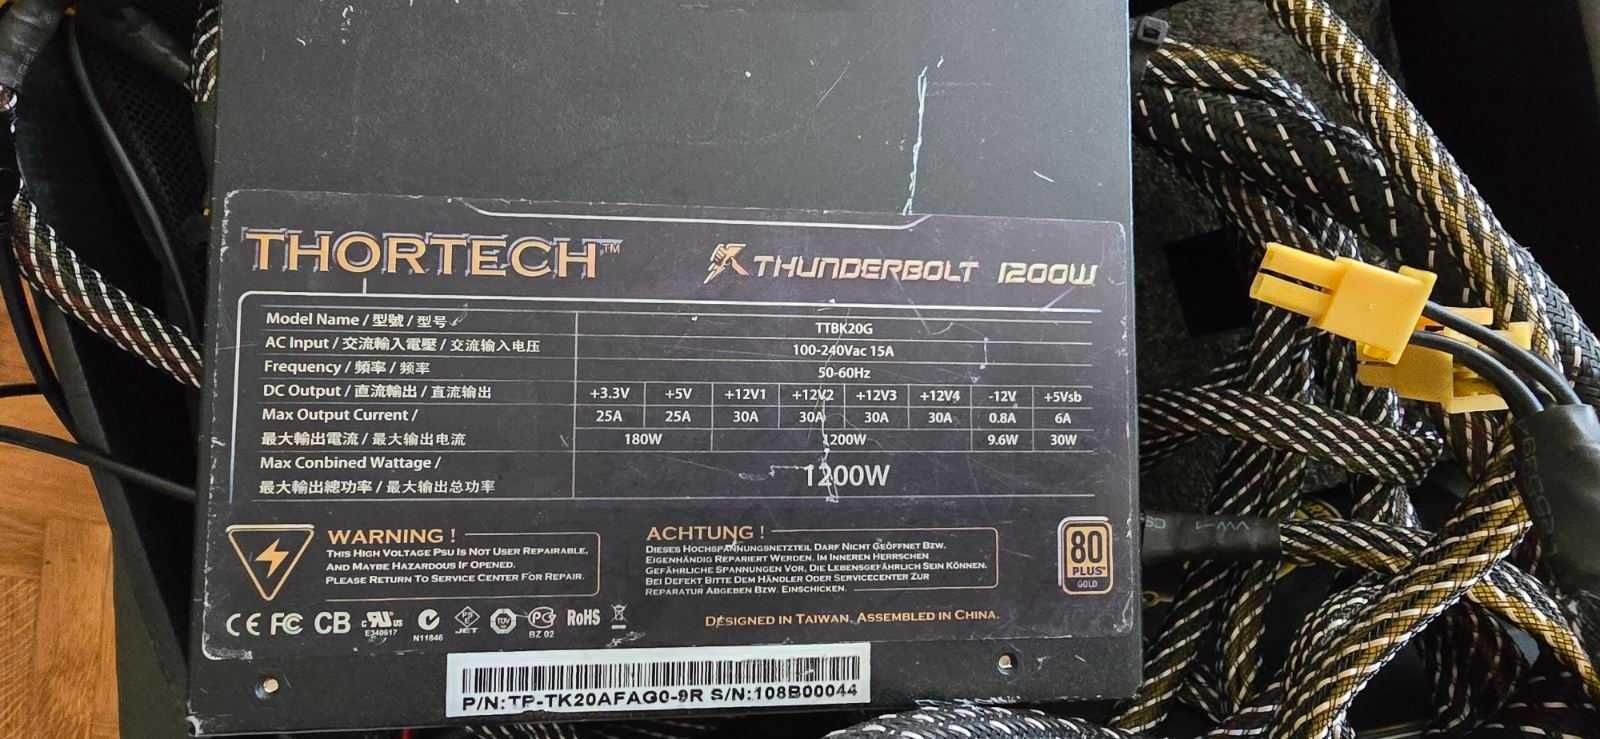 THORTECH™
THUNDERBOLT 1200W
Model Name / 型號 / 型号 TTBK20G
AC Input / 交流輸入電壓 / 交流输入电压 100-240Vac 15A
Frequency / 頻率 / 频率 50-60Hz
DC Output / 直流輸出 / 直流输出 +3.3V +5V +12V1 +12V2 +12V3 +12V4 -12V +5Vsb
Max Output Current / 25A 25A 30A 30A 30A 30A 0.8A 6A
最大輸出電流 / 最大输出电流 180W 1200W 9.6W 30W
Max Conbined Wattage / 1200W
最大輸出總功率 / 最大输出总功率
WARNING !
THIS HIGH VOLTAGE PSU IS NOT USER REPAIRABLE,
AND MAYBE HAZARDOUS IF OPENED.
PLEASE RETURN TO SERVICE CENTER FOR REPAIR.
ACHTUNG !
DIESES HOCHSPANNUNGSNETZTEIL DARF NICHT GEÖFFNET BZW.
EIGENHÄNDIG REPARIERT WERDEN. IM INNEREN HERRSCHEN
GEFÄHRLICHE SPANNUNGEN VOR, DIE LEBENSGEFÄHRLICH SEIN KÖNNEN.
BEI DEFEKT BITTE DEM HÄNDLER ODER SERVICECENTER ZUR
REPARATUR ABGEBEN BZW. EINSCHICKEN.
80
PLUS®
GOLD
CE FC CB c RU us E340617 N11846 PS E JET TÜV PG BZ 02 RoHS
DESIGNED IN TAIWAN. ASSEMBLED IN CHINA.
P/N:TP-TK20AFAG0-9R S/N:108B00044